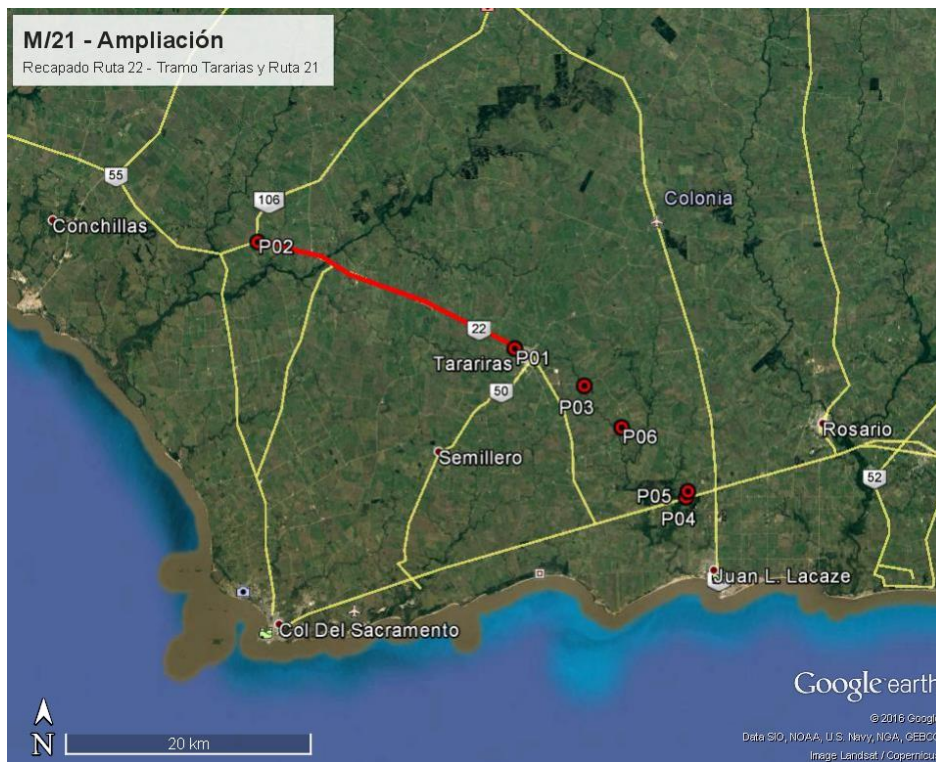 M/21 - Ampliación
Recapado Ruta 22 - Tramo Tararias y Ruta 21
55
106
Conchillas
Colonia
P02
22
P01
Tarariras
50
P03
P06
Rosario
Semillero
52
P05
P04
Juan L. Lacaze
Col Del Sacramento
Google earth
N
20 km
© 2016 Google
Data SIO, NOAA, U.S. Navy, NGA, GEBCO
Image Landsat / Copernicus